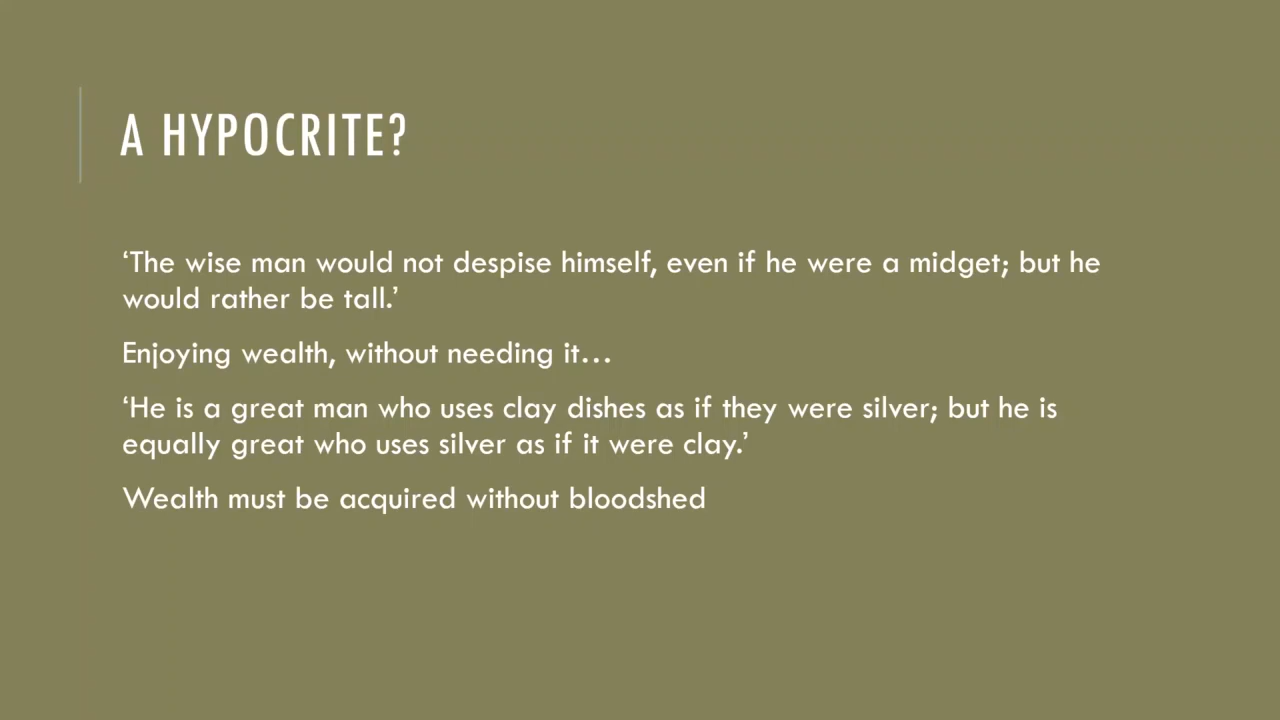 A HYPOCRITE?
‘The wise man would not despise himself, even if he were a midget; but he
would rather be tall.’
Enjoying wealth, without needing it…
‘He is a great man who uses clay dishes as if they were silver; but he is
equally great who uses silver as if it were clay.’
Wealth must be acquired without bloodshed